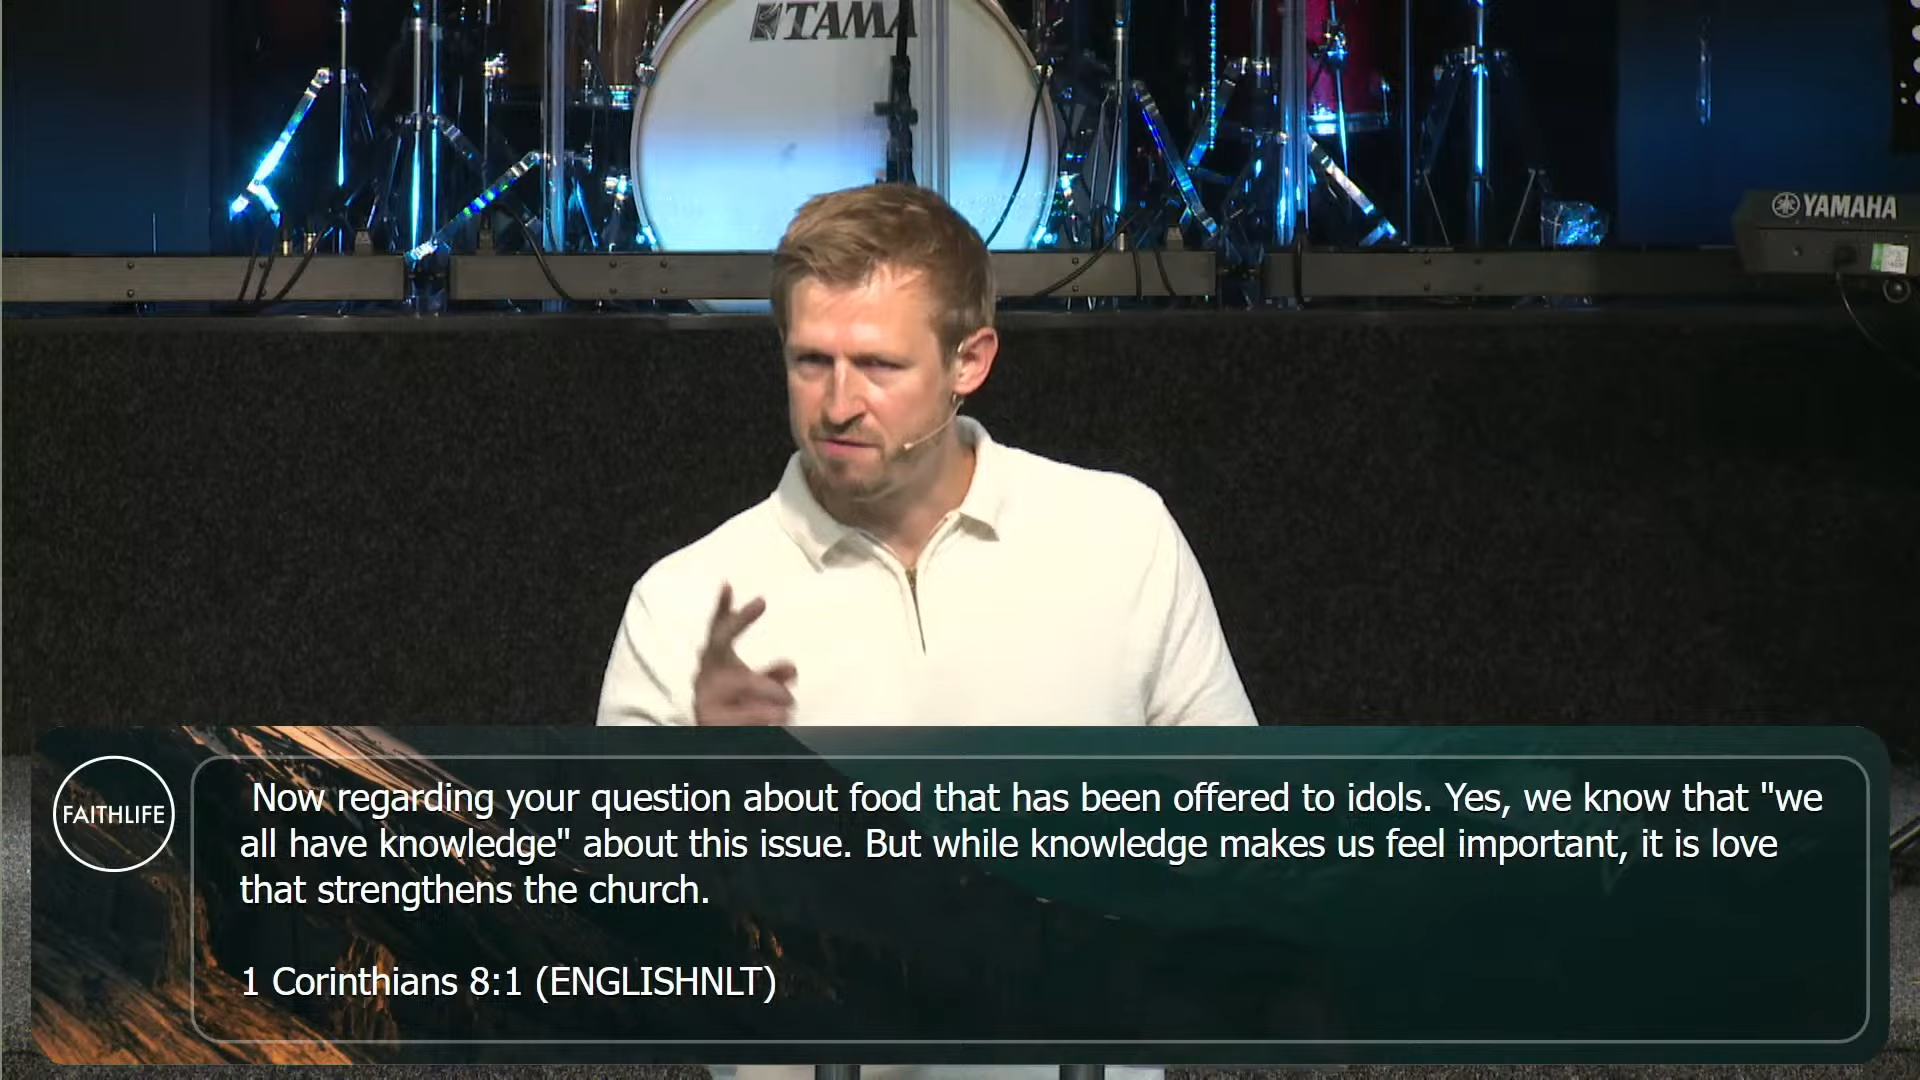 TAMA
YAMAHA
FAITHLIFE
Now regarding your question about food that has been offered to idols. Yes, we know that "we
all have knowledge" about this issue. But while knowledge makes us feel important, it is love
that strengthens the church.
1 Corinthians 8:1 (ENGLISHNLT)